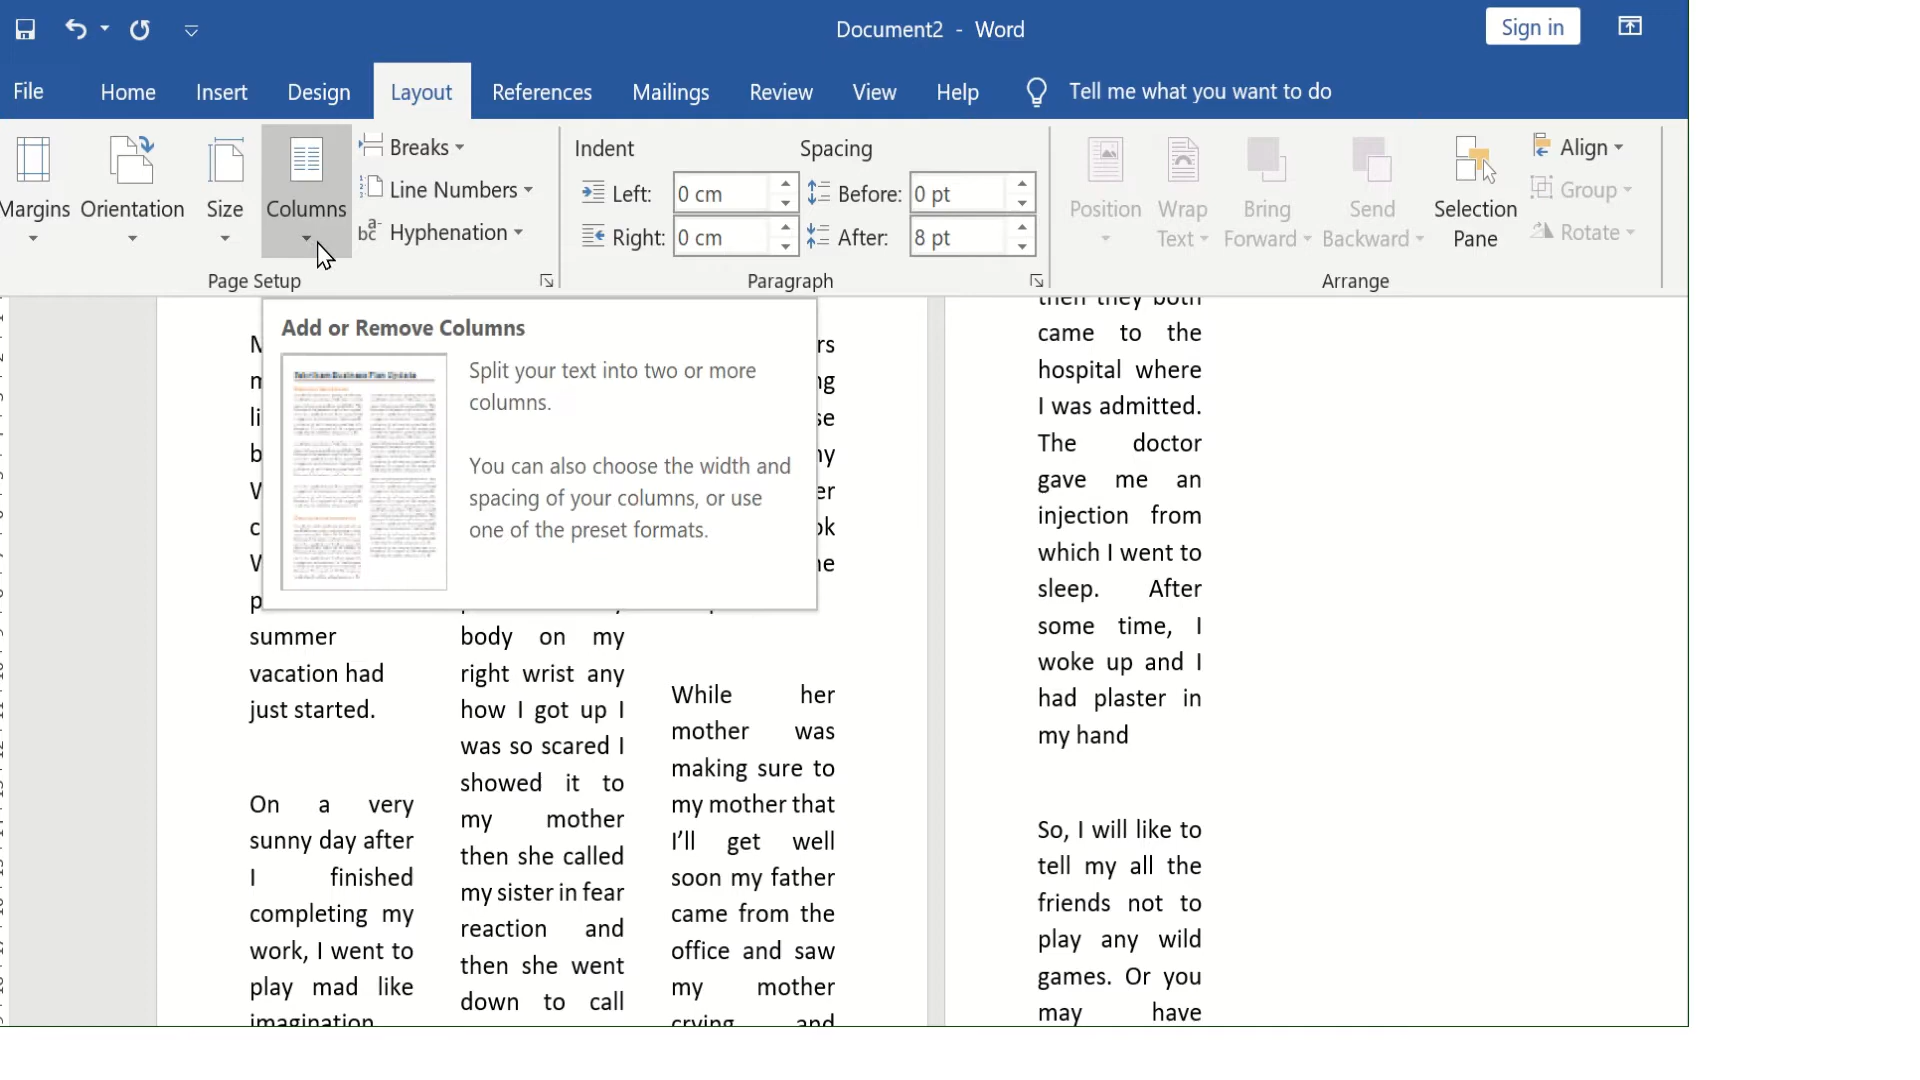 Document2 - Word
Sign in
File Home Insert Design Layout References Mailings Review View Help Tell me what you want to do
Margins
Orientation
Size
Columns
Breaks
Line Numbers
Hyphenation
Page Setup
Indent
Left: 0 cm
Right: 0 cm
Spacing
Before: 0 pt
After: 8 pt
Paragraph
Position
Wrap
Text
Bring
Forward
Send
Backward
Selection
Pane
Align
Group
Rotate
Arrange
Add or Remove Columns
Split your text into two or more
columns.
You can also choose the width and
spacing of your columns, or use
one of the preset formats.
summer
vacation had
just started.
On a very
sunny day after
I finished
completing my
work, I went to
play mad like
imagination
body on my
right wrist any
how I got up I
was so scared I
showed it to
my mother
then she called
my sister in fear
reaction and
then she went
down to call
While her
mother was
making sure to
my mother that
I’ll get well
soon my father
came from the
office and saw
my mother
crying and
then they both
came to the
hospital where
I was admitted.
The doctor
gave me an
injection from
which I went to
sleep. After
some time, I
woke up and I
had plaster in
my hand
So, I will like to
tell my all the
friends not to
play any wild
games. Or you
may have